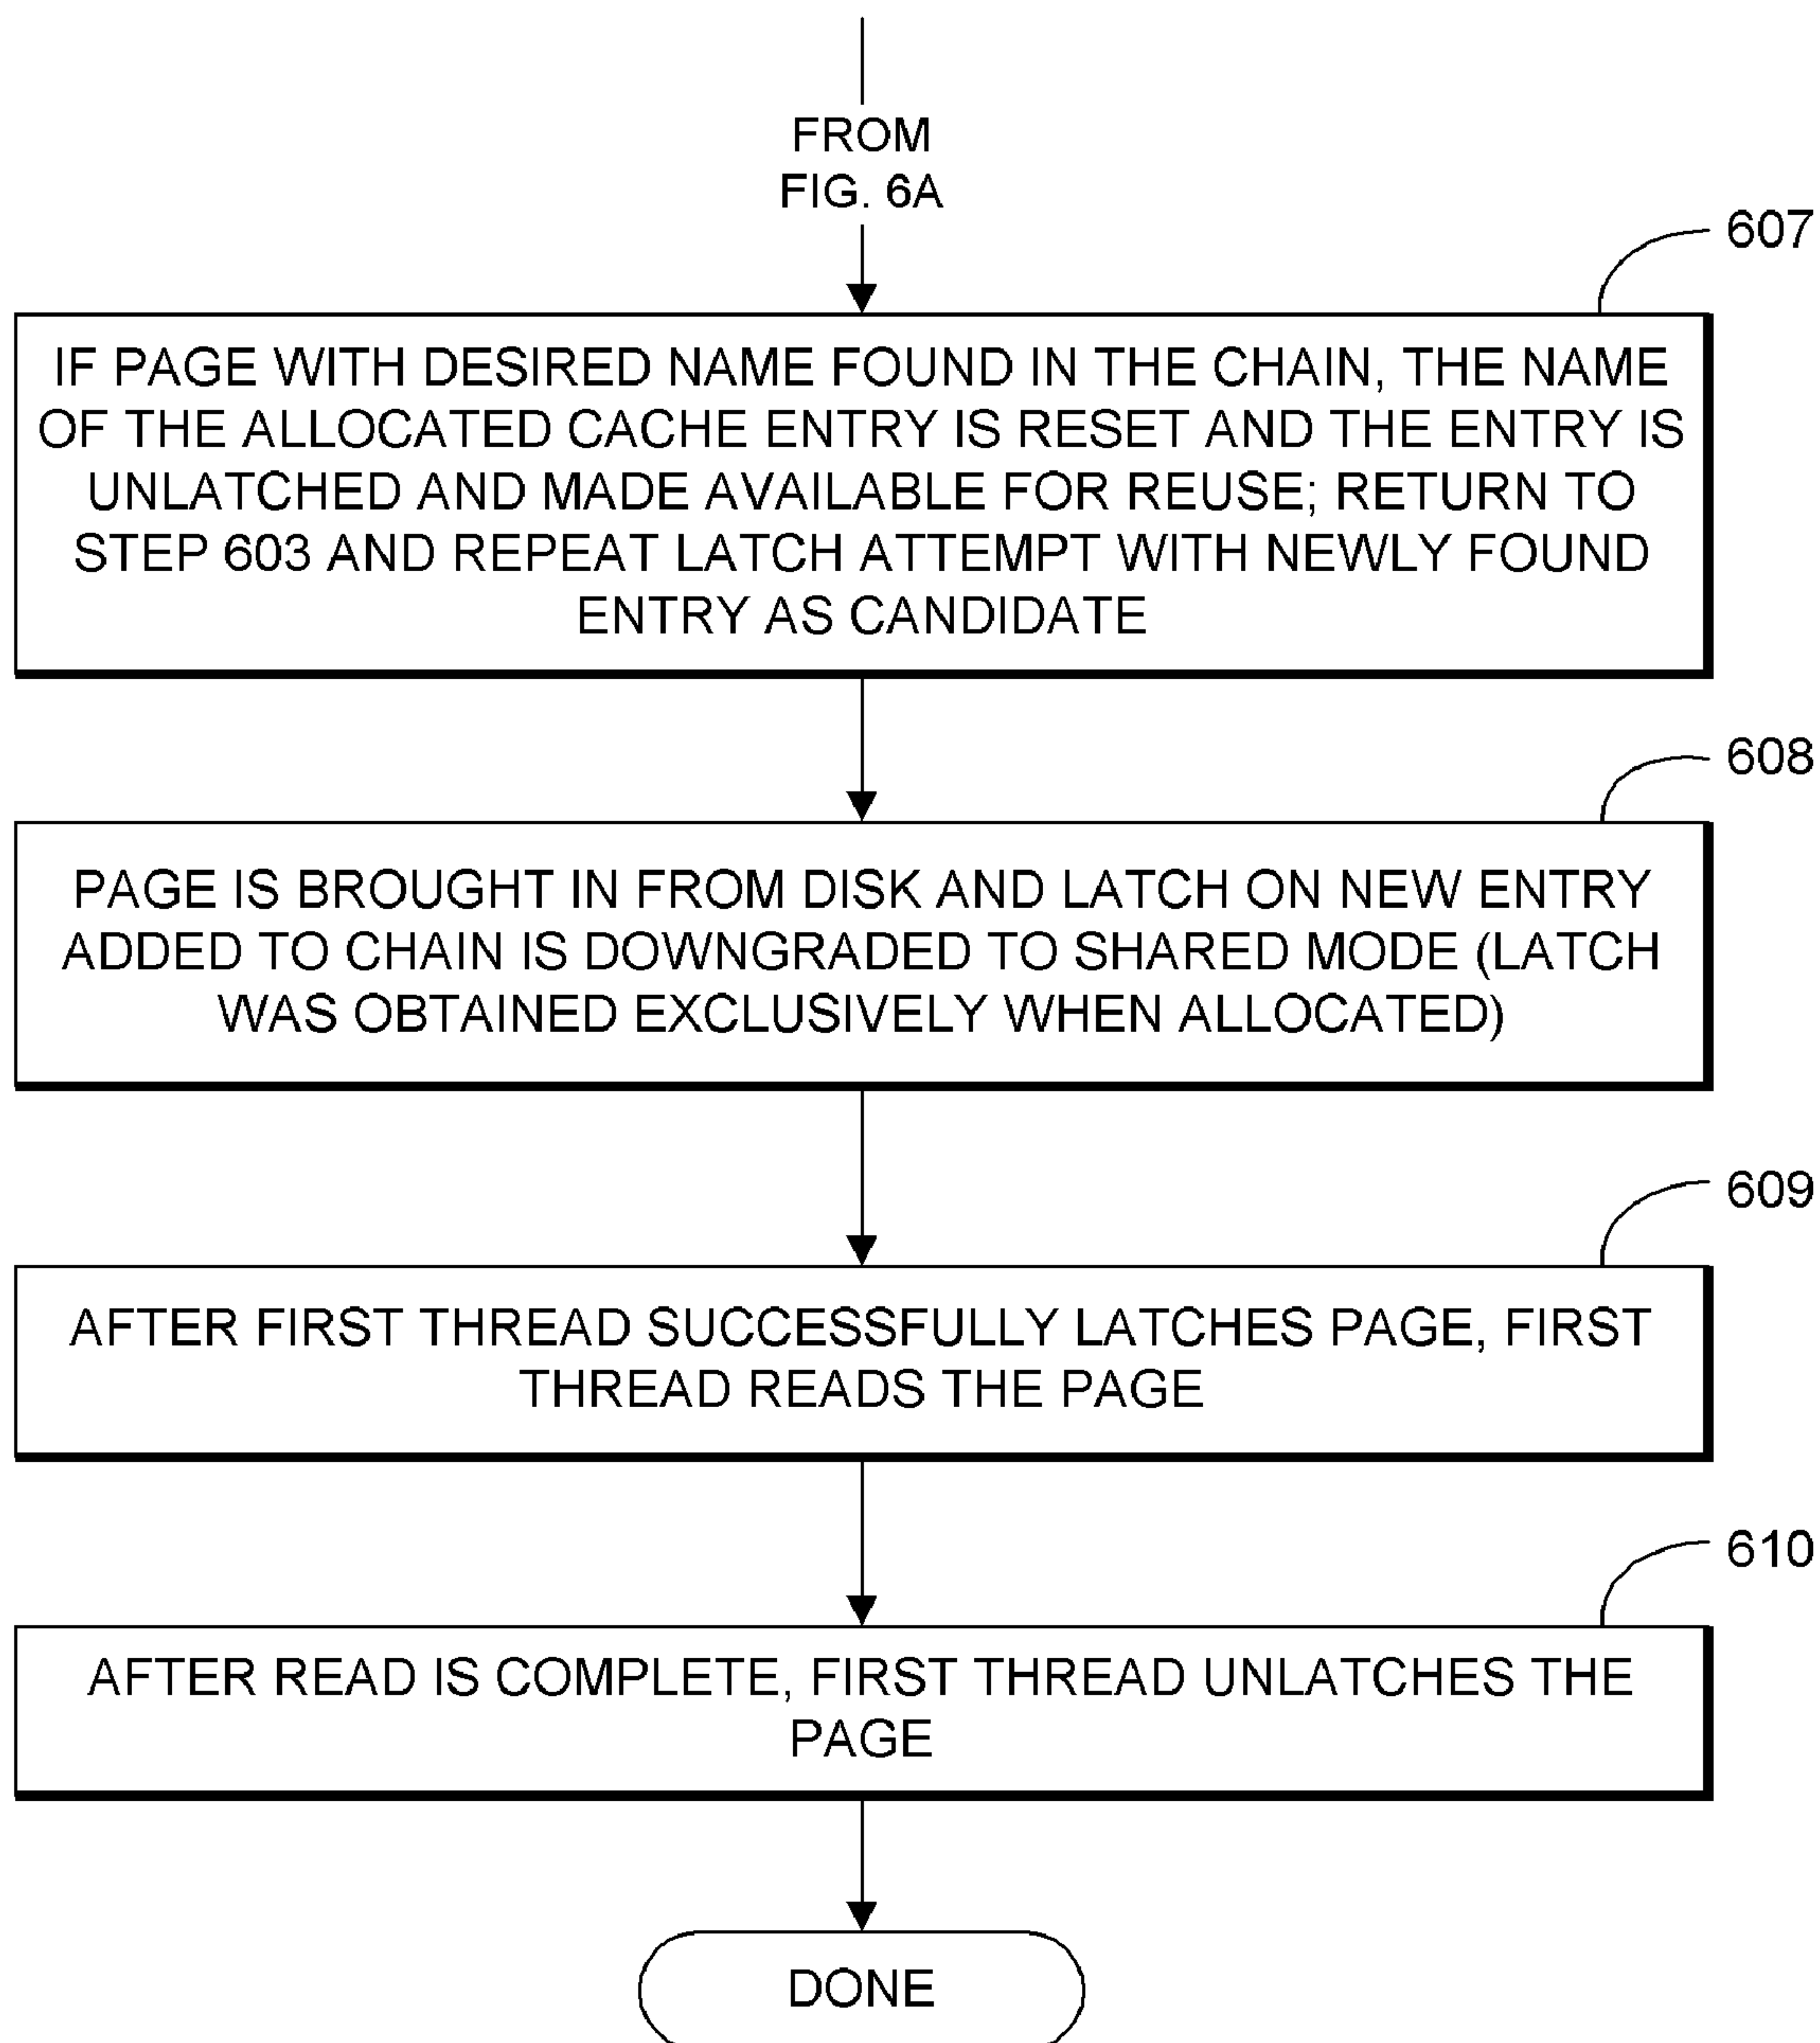 FROM
FIG. 6A
607
IF PAGE WITH DESIRED NAME FOUND IN THE CHAIN, THE NAME
OF THE ALLOCATED CACHE ENTRY IS RESET AND THE ENTRY IS
UNLATCHED AND MADE AVAILABLE FOR REUSE; RETURN TO
STEP 603 AND REPEAT LATCH ATTEMPT WITH NEWLY FOUND
ENTRY AS CANDIDATE
608
PAGE IS BROUGHT IN FROM DISK AND LATCH ON NEW ENTRY
ADDED TO CHAIN IS DOWNGRADED TO SHARED MODE (LATCH
WAS OBTAINED EXCLUSIVELY WHEN ALLOCATED)
609
AFTER FIRST THREAD SUCCESSFULLY LATCHES PAGE, FIRST
THREAD READS THE PAGE
610
AFTER READ IS COMPLETE, FIRST THREAD UNLATCHES THE
PAGE
DONE